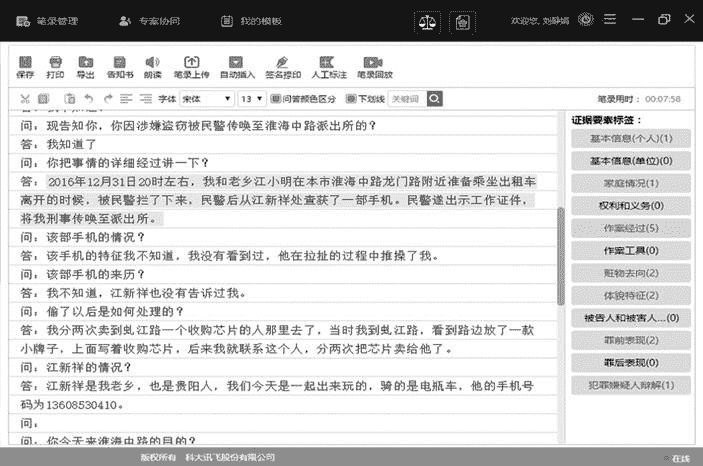 笔录管理 专案协同 我的模板 欢迎您, 刘静娴
保存 打印 导出 告知书 朗读 笔录上传 自动插入 签名捺印 人工标注 笔录回放
字体 宋体 13 问答颜色区分 下划线 关键词 笔录用时: 00:07:58
问: 现告知你, 你因涉嫌盗窃被民警传唤至淮海中路派出所的?
答: 我知道了
问: 你把事情的详细经过讲一下?
答: 2016年12月31日20时左右, 我和老乡江小明在本市淮海中路龙门路附近准备乘坐出租车
离开的时候, 被民警拦了下来, 民警后从江新祥处查获了一部手机。民警遂出示工作证件,
将我刑事传唤至派出所。
问: 该部手机的情况?
答: 该手机的特征我不知道, 我没有看到过, 他在拉扯的过程中推搡了我。
问: 该部手机的来历?
答: 我不知道, 江新祥也没有告诉过我。
问: 偷了以后是如何处理的?
答: 我分两次卖到虬江路一个收购芯片的人那里去了, 当时我到虬江路, 看到路边放了一款
小牌子, 上面写着收购芯片, 后来我就联系这个人, 分两次把芯片卖给他了。
问: 江新祥的情况?
答: 江新祥是我老乡, 也是贵阳人, 我们今天是一起出来玩的, 骑的是电瓶车, 他的手机号
码为13608530410。
问:
问: 你今天来淮海中路的目的?
证据要素标签:
基本信息(个人)(1)
基本信息(单位)(0)
家庭情况(1)
权利和义务(0)
作案经过(5)
作案工具(0)
赃物去向(2)
体貌特征(2)
被告人和被害人...(0)
罪前表现(2)
罪后表现(0)
犯罪嫌疑人辩解(1)
版权所有 科大讯飞股份有限公司 在线